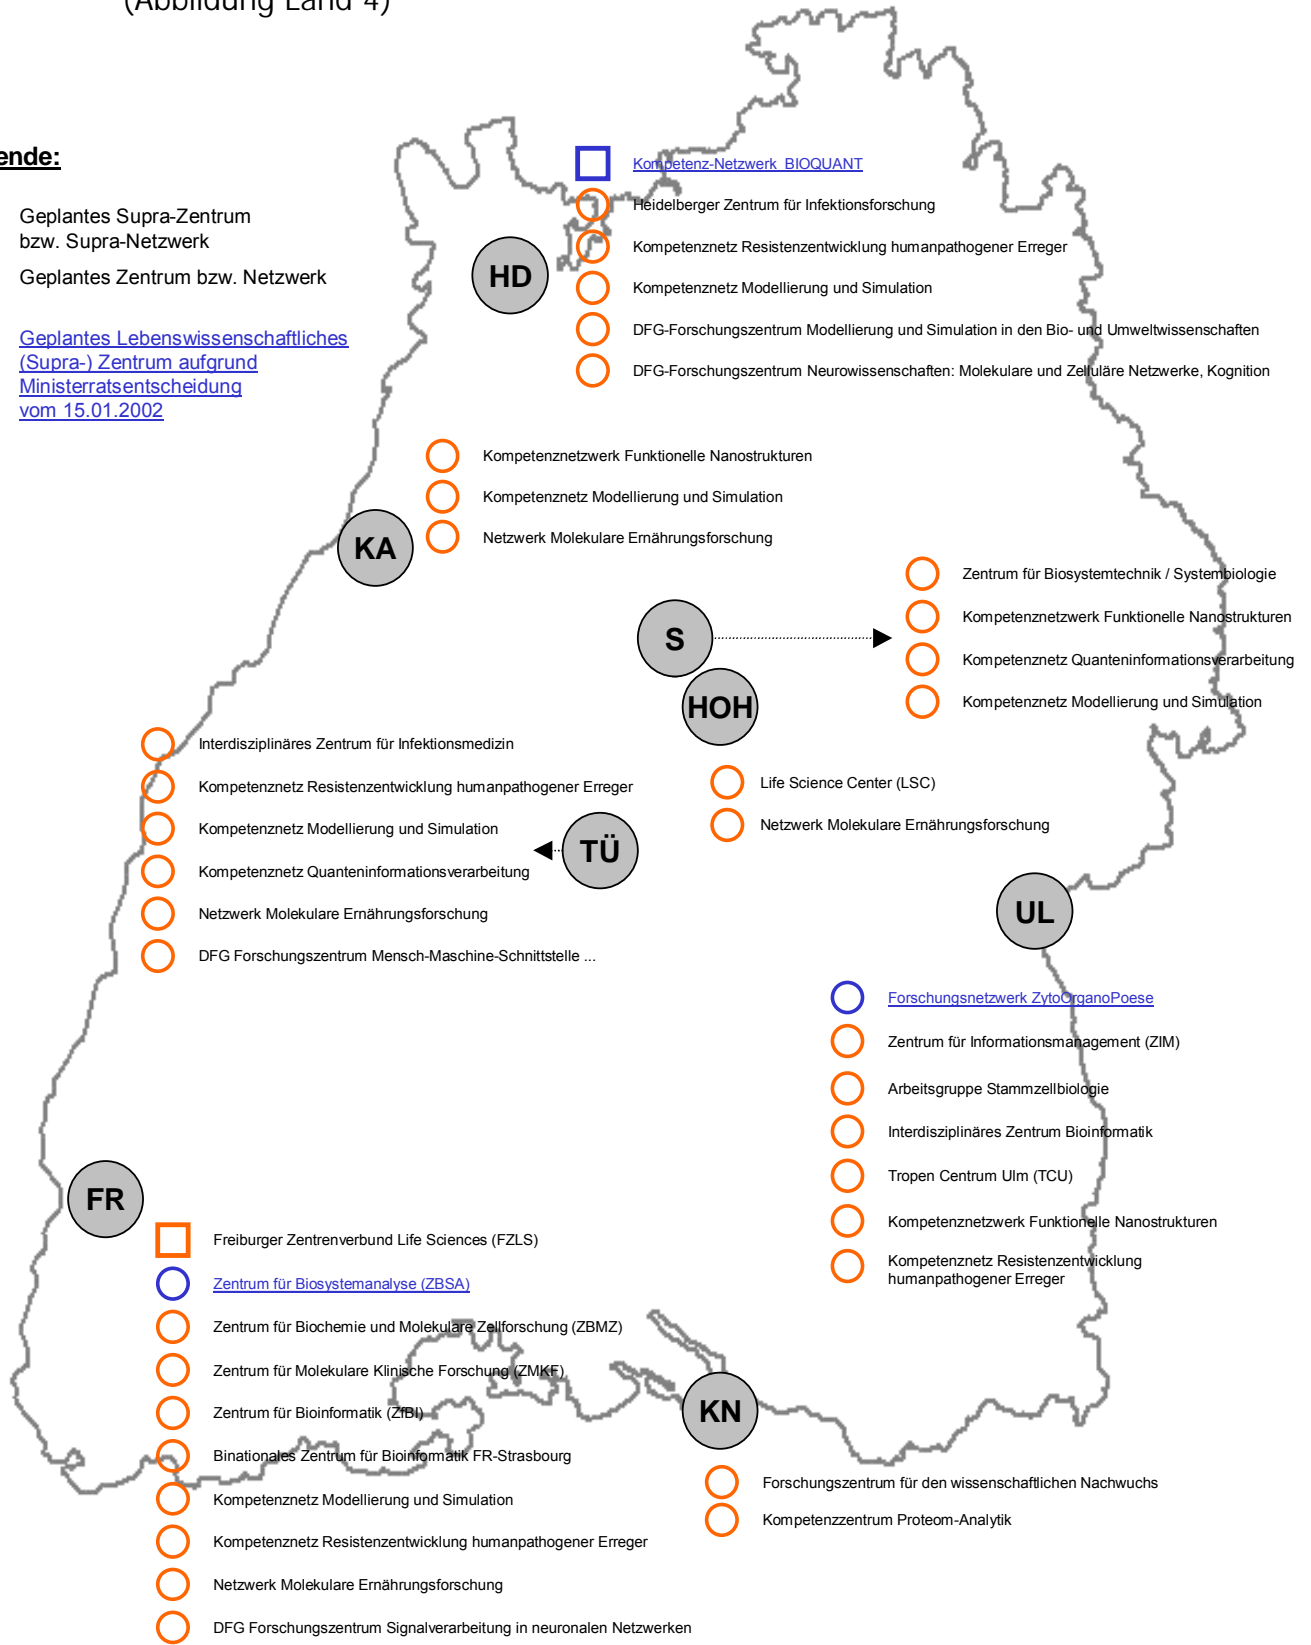 (Abbildung Land 4)
ende:
Geplantes Supra-Zentrum
bzw. Supra-Netzwerk
Geplantes Zentrum bzw. Netzwerk
Geplantes Lebenswissenschaftliches
(Supra-) Zentrum aufgrund
Ministerratsentscheidung
vom 15.01.2002
HD
Kompetenz-Netzwerk BIOQUANT
Heidelberger Zentrum für Infektionsforschung
Kompetenznetz Resistenzentwicklung humanpathogener Erreger
Kompetenznetz Modellierung und Simulation
DFG-Forschungszentrum Modellierung und Simulation in den Bio- und Umweltwissenschaften
DFG-Forschungszentrum Neurowissenschaften: Molekulare und Zelluläre Netzwerke, Kognition
KA
Kompetenznetzwerk Funktionelle Nanostrukturen
Kompetenznetz Modellierung und Simulation
Netzwerk Molekulare Ernährungsforschung
S
Zentrum für Biosystemtechnik / Systembiologie
Kompetenznetzwerk Funktionelle Nanostrukturen
Kompetenznetz Quanteninformationsverarbeitung
Kompetenznetz Modellierung und Simulation
HOH
Life Science Center (LSC)
Netzwerk Molekulare Ernährungsforschung
TÜ
Interdisziplinäres Zentrum für Infektionsmedizin
Kompetenznetz Resistenzentwicklung humanpathogener Erreger
Kompetenznetz Modellierung und Simulation
Kompetenznetz Quanteninformationsverarbeitung
Netzwerk Molekulare Ernährungsforschung
DFG Forschungszentrum Mensch-Maschine-Schnittstelle ...
UL
Forschungsnetzwerk ZytoOrganoPoese
Zentrum für Informationsmanagement (ZIM)
Arbeitsgruppe Stammzellbiologie
Interdisziplinäres Zentrum Bioinformatik
Tropen Centrum Ulm (TCU)
Kompetenznetzwerk Funktionelle Nanostrukturen
Kompetenznetz Resistenzentwicklung
humanpathogener Erreger
FR
Freiburger Zentrenverbund Life Sciences (FZLS)
Zentrum für Biosystemanalyse (ZBSA)
Zentrum für Biochemie und Molekulare Zellforschung (ZBMZ)
Zentrum für Molekulare Klinische Forschung (ZMKF)
Zentrum für Bioinformatik (ZfBI)
Binationales Zentrum für Bioinformatik FR-Strasbourg
Kompetenznetz Modellierung und Simulation
Kompetenznetz Resistenzentwicklung humanpathogener Erreger
Netzwerk Molekulare Ernährungsforschung
DFG Forschungszentrum Signalverarbeitung in neuronalen Netzwerken
KN
Forschungszentrum für den wissenschaftlichen Nachwuchs
Kompetenzzentrum Proteom-Analytik